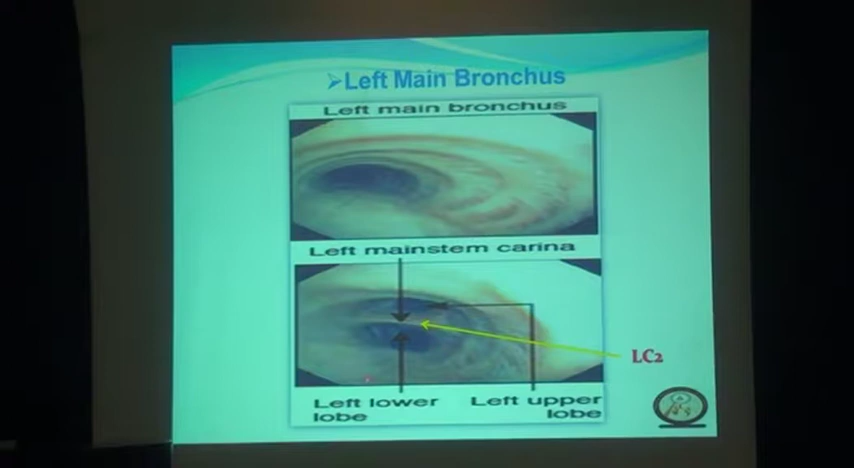 ➢Left Main Bronchus
Left main bronchus
Left mainstem carina
LC2
Left lower
lobe
Left upper
lobe